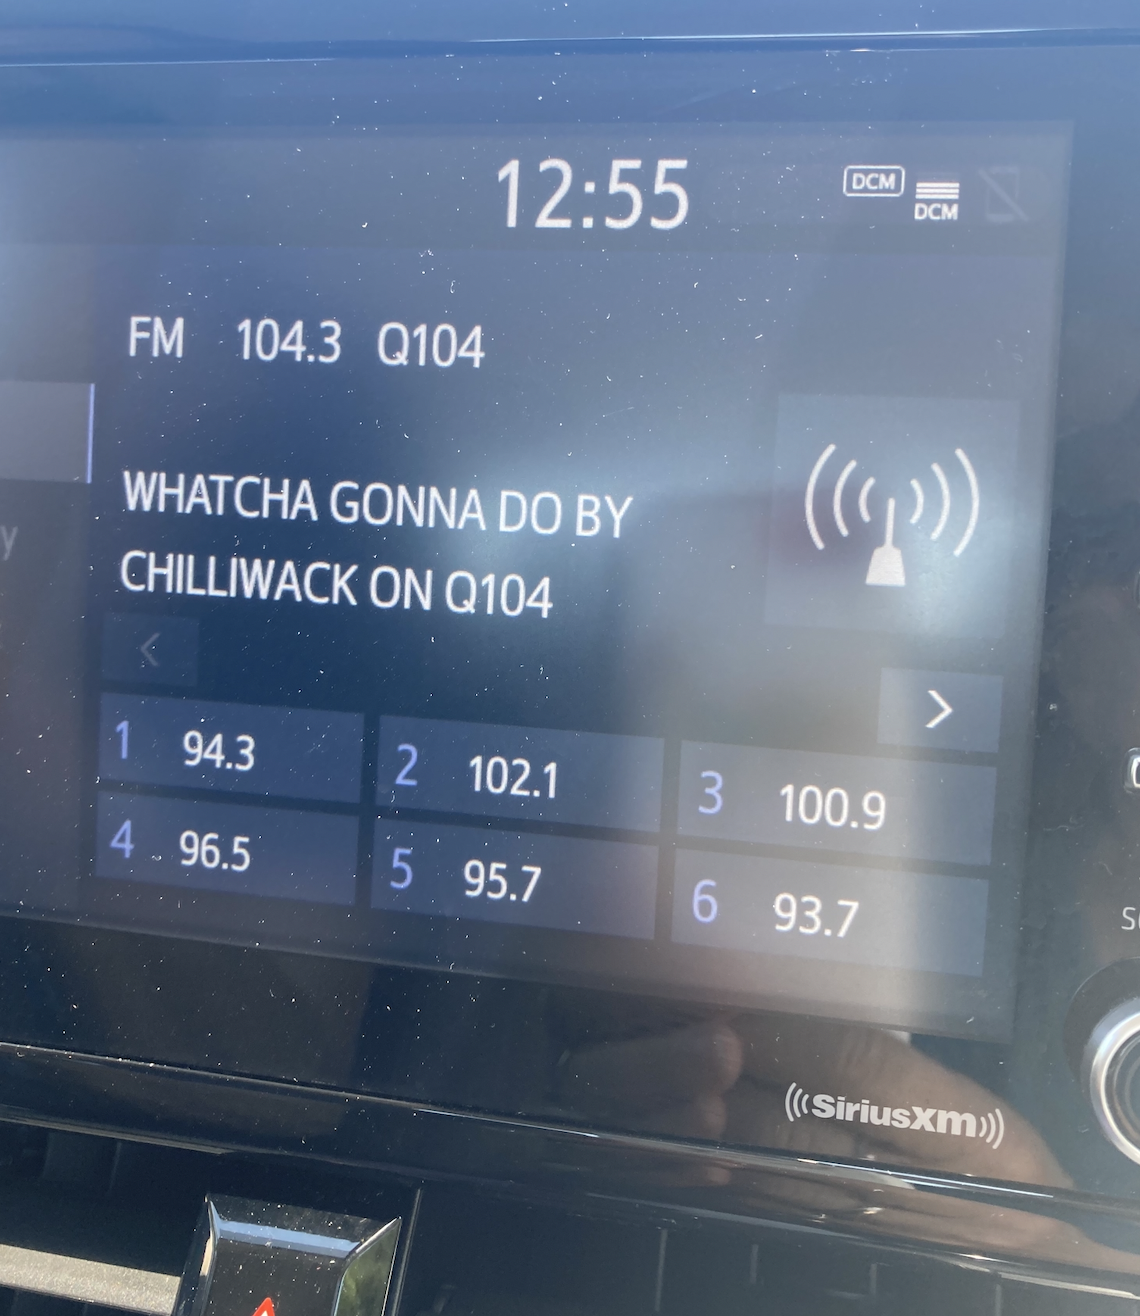 12:55
DCM
DCM
FM 104.3 Q104
WHATCHA GONNA DO BY
CHILLIWACK ON Q104
y
1 94.3
2 102.1
3 100.9
4 96.5
5 95.7
6 93.7
SiriusXM